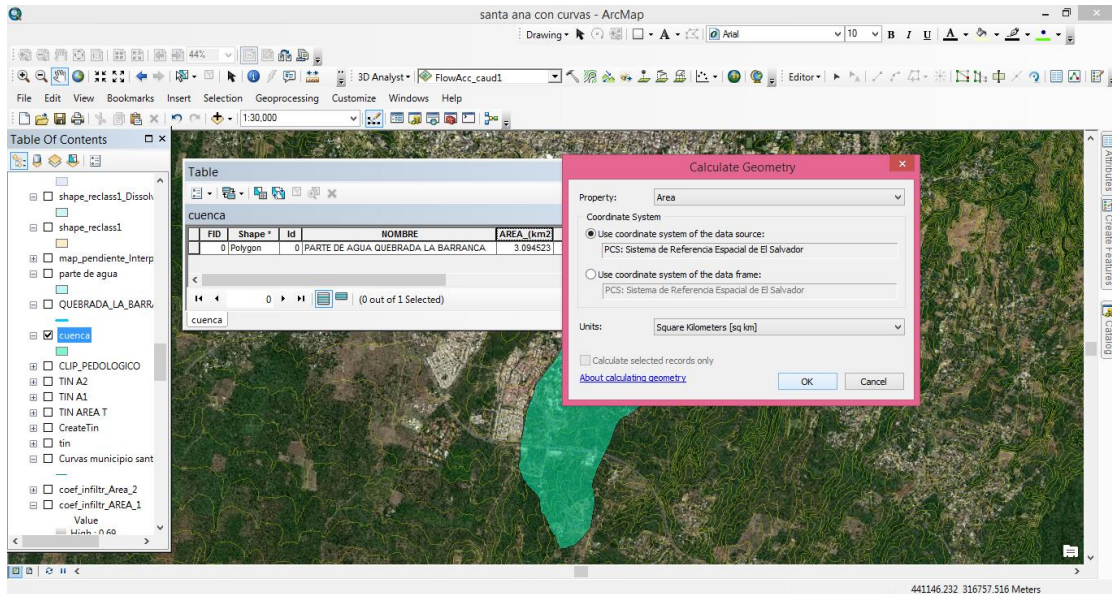 santa ana con curvas - ArcMap
Drawing
Arial
10
B I U A
44%
3D Analyst
FlowAcc_caud1
Editor
File Edit View Bookmarks Insert Selection Geoprocessing Customize Windows Help
1:30,000
Table Of Contents
shape_reclass1_Dissol
shape_reclass1
map_pendiente_Interp
parte de agua
QUEBRADA_LA_BARR
cuenca
CLIP_PEDOLOGICO
TIN A2
TIN A1
TIN AREA T
CreateTin
tin
Curvas municipio sant
coef_infiltr_Area_2
coef_infiltr_AREA_1
Value
High : 0.69
Table
cuenca
FID Shape * Id NOMBRE AREA_(km2
0 Polygon 0 PARTE DE AGUA QUEBRADA LA BARRANCA 3.094523
0 (0 out of 1 Selected)
cuenca
Calculate Geometry
Property: Area
Coordinate System
Use coordinate system of the data source:
PCS: Sistema de Referencia Espacial de El Salvador
Use coordinate system of the data frame:
PCS: Sistema de Referencia Espacial de El Salvador
Units: Square Kilometers [sq km]
Calculate selected records only
About calculating geometry
OK Cancel
Attributes
Create Features
Catalog
441146.232 316757.516 Meters